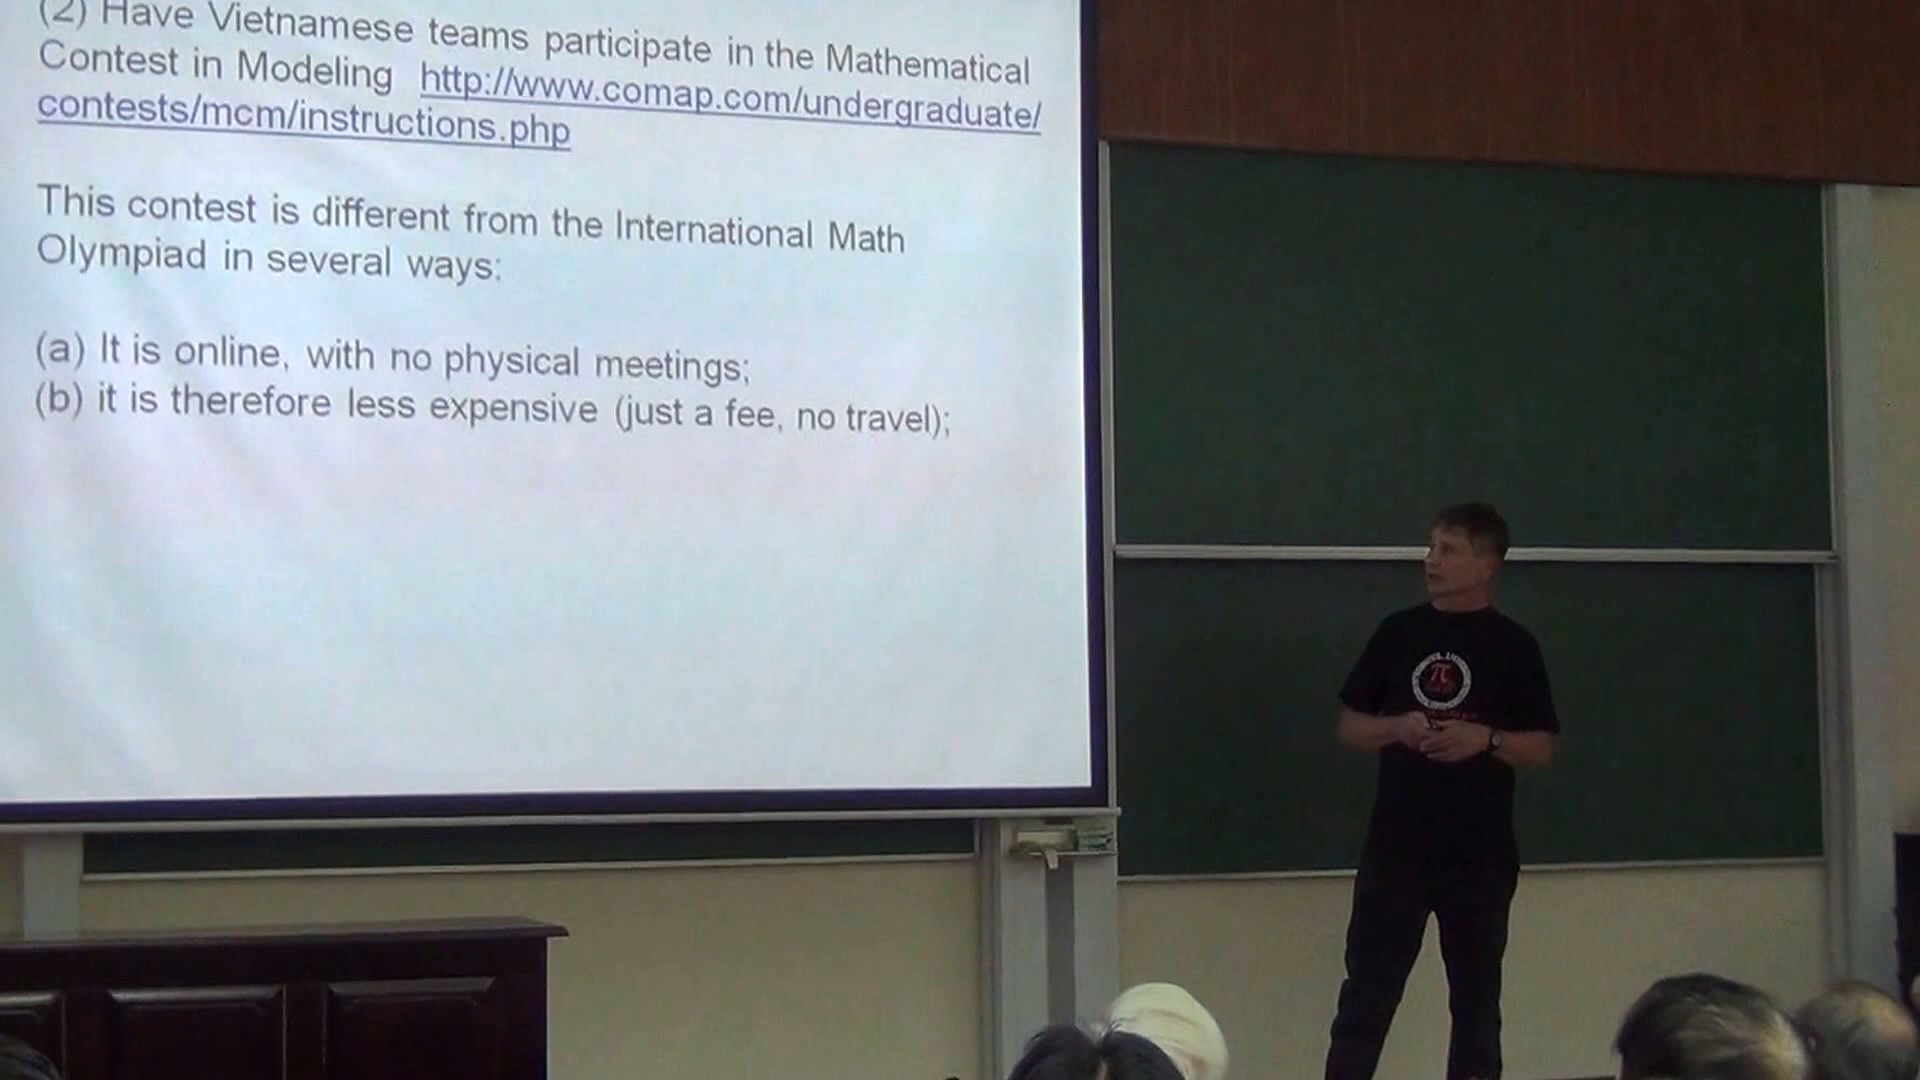 (2) Have Vietnamese teams participate in the Mathematical
Contest in Modeling http://www.comap.com/undergraduate/
contests/mcm/instructions.php
This contest is different from the International Math
Olympiad in several ways:
(a) It is online, with no physical meetings;
(b) it is therefore less expensive (just a fee, no travel);
π